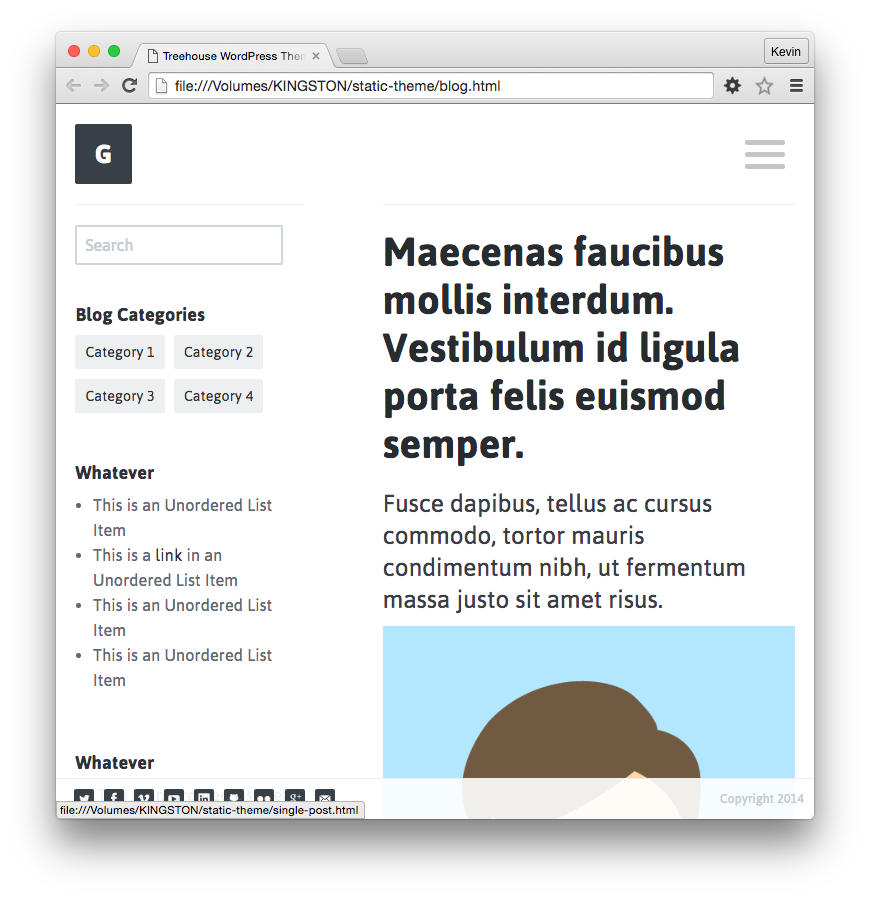 Treehouse WordPress Then
Kevin
file:///Volumes/KINGSTON/static-theme/blog.html
G
Search
Blog Categories
Category 1
Category 2
Category 3
Category 4
Whatever
This is an Unordered List
Item
This is a link in an
Unordered List Item
This is an Unordered List
Item
This is an Unordered List
Item
Whatever
Maecenas faucibus
mollis interdum.
Vestibulum id ligula
porta felis euismod
semper.
Fusce dapibus, tellus ac cursus
commodo, tortor mauris
condimentum nibh, ut fermentum
massa justo sit amet risus.
Copyright 2014
file:///Volumes/KINGSTON/static-theme/single-post.html